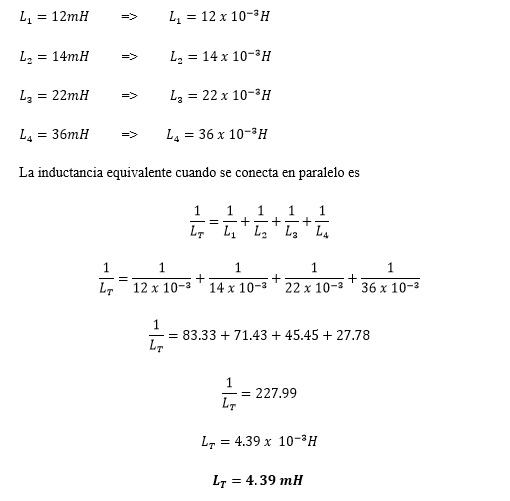 L₁ = 12mH => L₁ = 12 x 10⁻³H
L₂ = 14mH => L₂ = 14 x 10⁻³H
L₃ = 22mH => L₃ = 22 x 10⁻³H
L₄ = 36mH => L₄ = 36 x 10⁻³H
La inductancia equivalente cuando se conecta en paralelo es
1/L_T = 1/L₁ + 1/L₂ + 1/L₃ + 1/L₄
1/L_T = 1/12 x 10⁻³ + 1/14 x 10⁻³ + 1/22 x 10⁻³ + 1/36 x 10⁻³
1/L_T = 83.33 + 71.43 + 45.45 + 27.78
1/L_T = 227.99
L_T = 4.39 x 10⁻³H
L_T = 4.39 mH